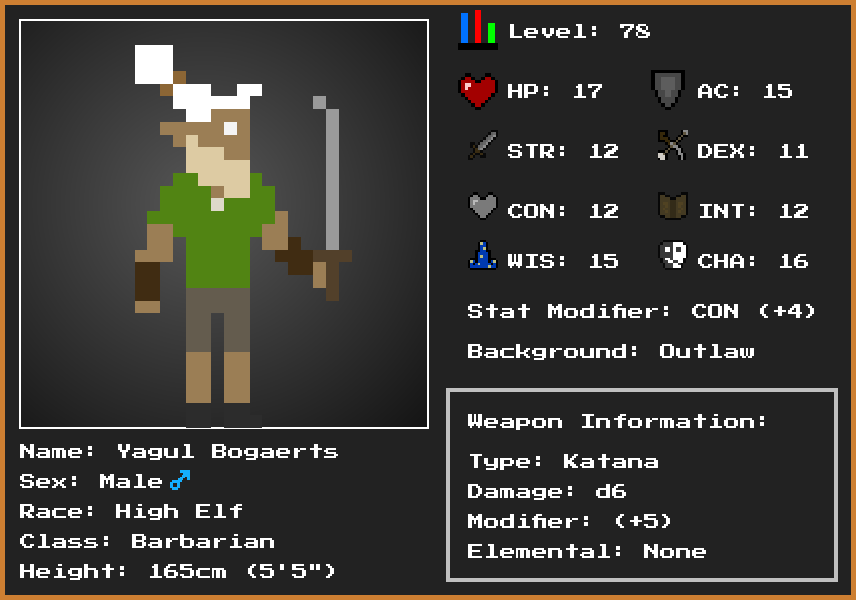 Level: 78
HP: 17
AC: 15
STR: 12
DEX: 11
CON: 12
INT: 12
WIS: 15
CHA: 16
Stat Modifier: CON (+4)
Background: Outlaw
Weapon Information:
Type: Katana
Damage: d6
Modifier: (+5)
Elemental: None
Name: Yagul Bogaerts
Sex: Male♂
Race: High Elf
Class: Barbarian
Height: 165cm (5'5")